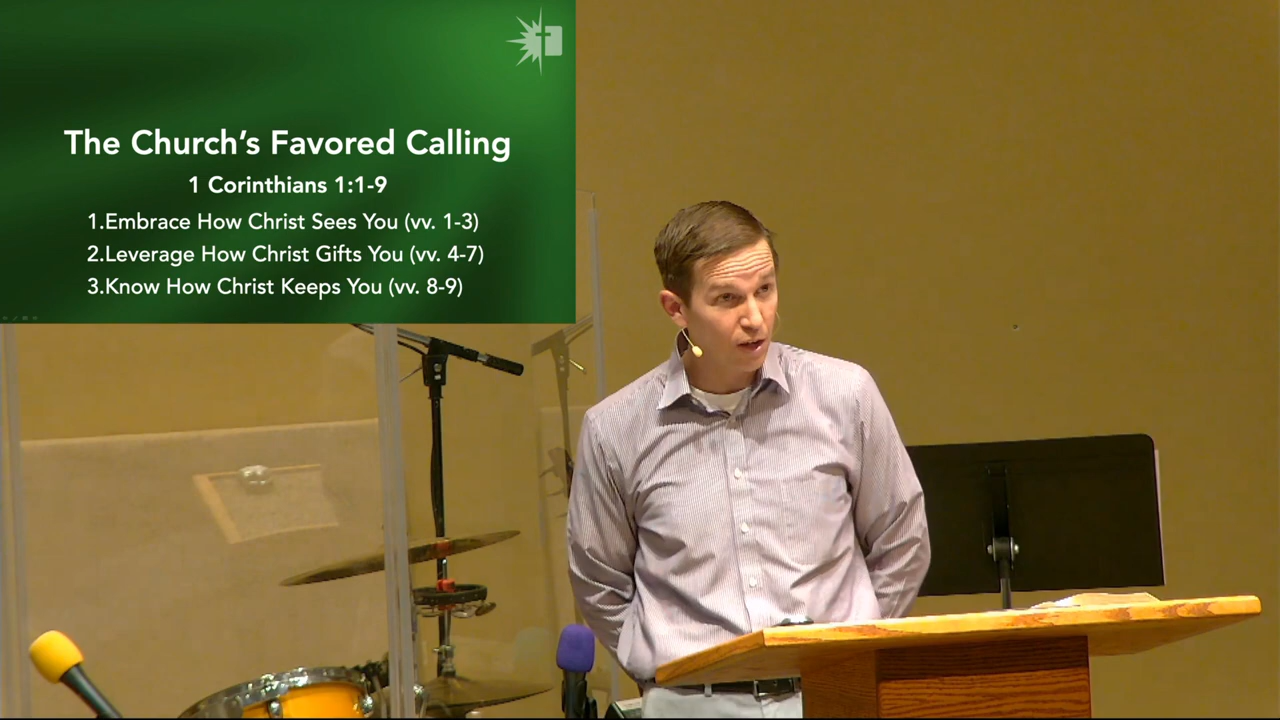 The Church's Favored Calling
1 Corinthians 1:1-9
1.Embrace How Christ Sees You (vv. 1-3)
2.Leverage How Christ Gifts You (vv. 4-7)
3.Know How Christ Keeps You (vv. 8-9)